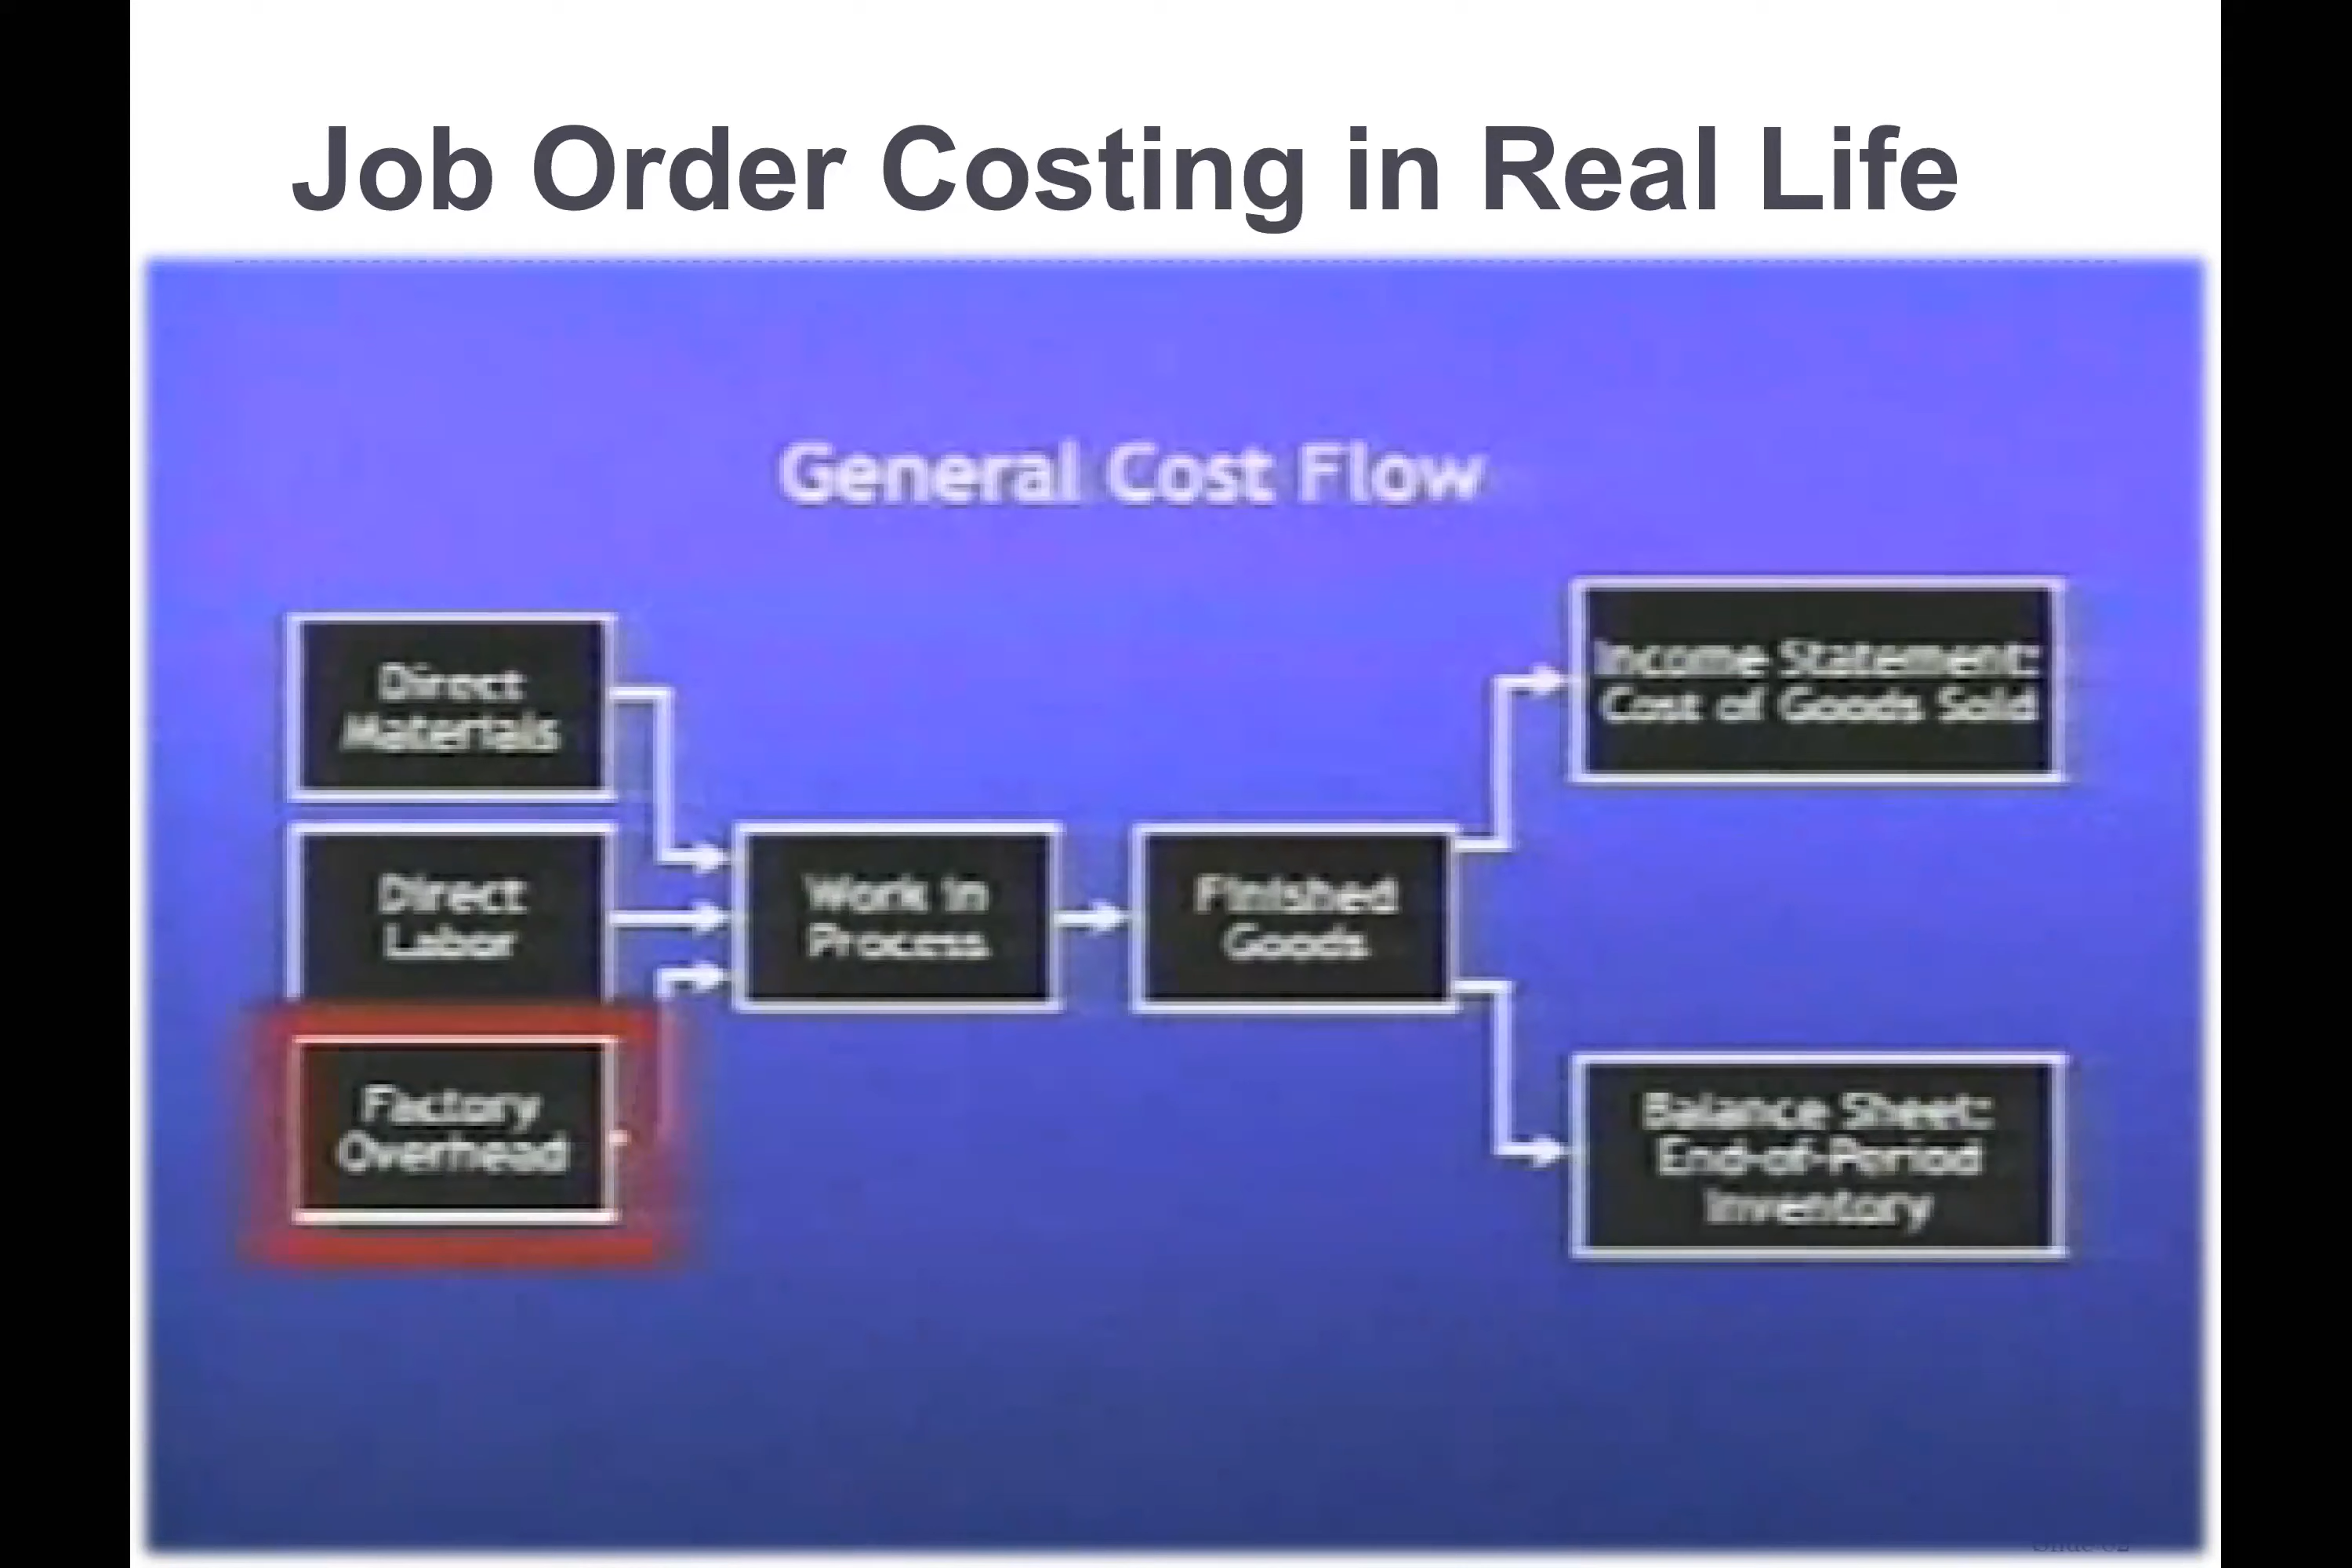 Job Order Costing in Real Life
General Cost Flow
Direct
Materials
Direct
Labor
Factory
Overhead
Work in
Process
Finished
Goods
Income Statement:
Cost of Goods Sold
Balance Sheet:
End-of-Period
Inventory